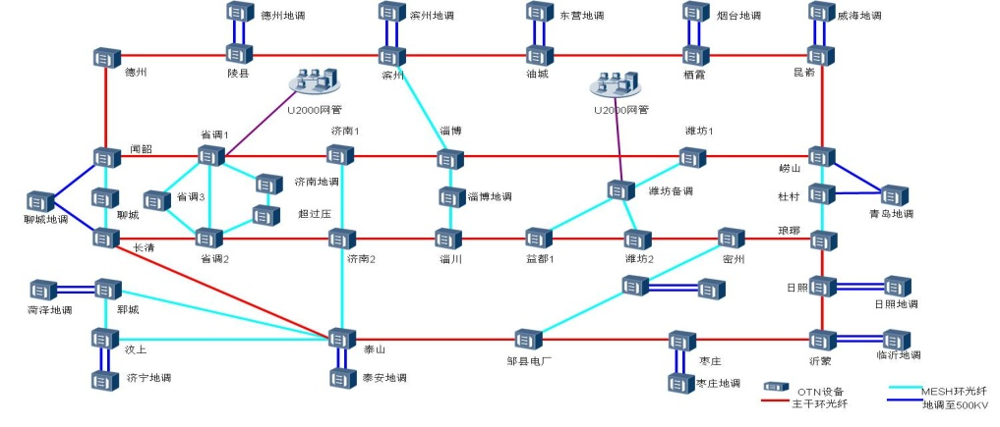 德州地调
滨州地调
东营地调
烟台地调
威海地调
德州
陵县
滨州
油城
栖霞
昆嵛
U2000网管
U2000网管
闻韶
省调1
济南1
淄博
潍坊1
崂山
聊城
省调3
济南地调
淄博地调
潍坊备调
杜村
聊城地调
超过压
青岛地调
长清
省调2
济南2
淄川
益都1
潍坊2
密州
琅琊
菏泽地调
郓城
日照
日照地调
汶上
泰山
邹县电厂
枣庄
沂蒙
临沂地调
济宁地调
泰安地调
枣庄地调
OTN设备
MESH环光纤
主干环光纤
地调至500KV